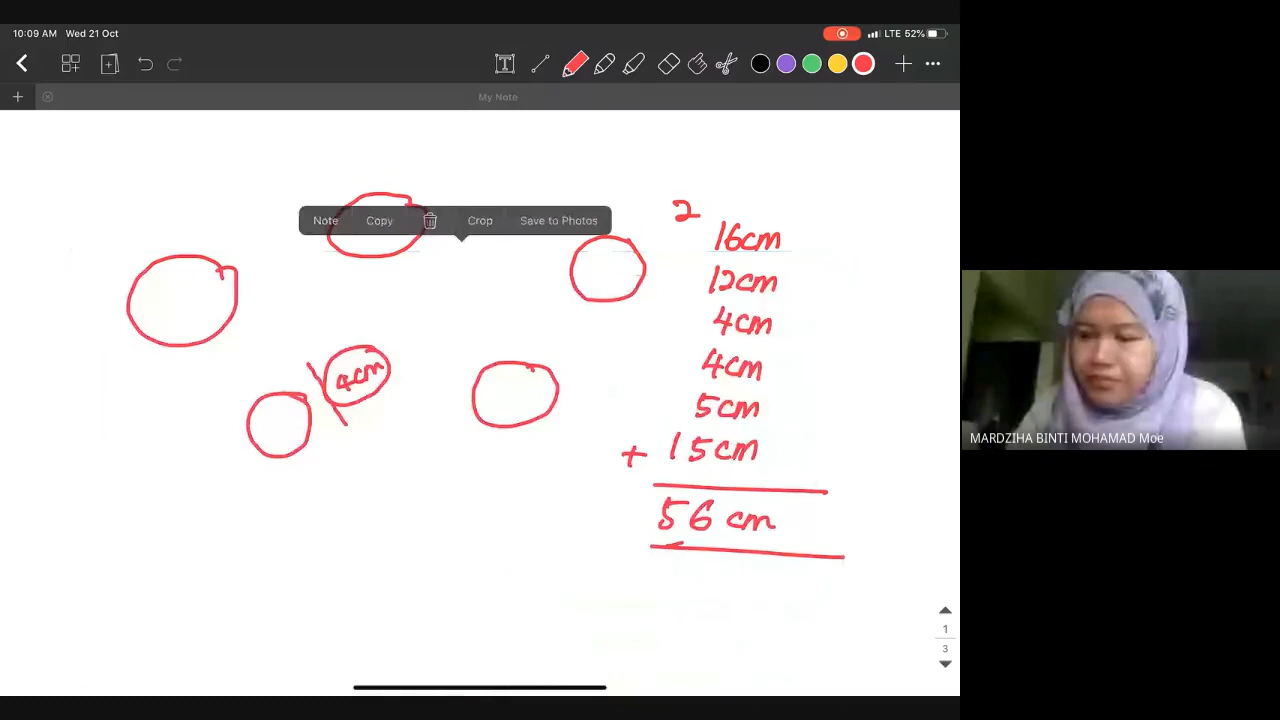 10:09 AM Wed 21 Oct
LTE 52%
My Note
Note Copy Crop Save to Photos
2
16cm
12cm
4cm
4cm
5cm
+ 15cm
56 cm
4cm
MARDZIHA BINTI MOHAMAD Moe
1
3